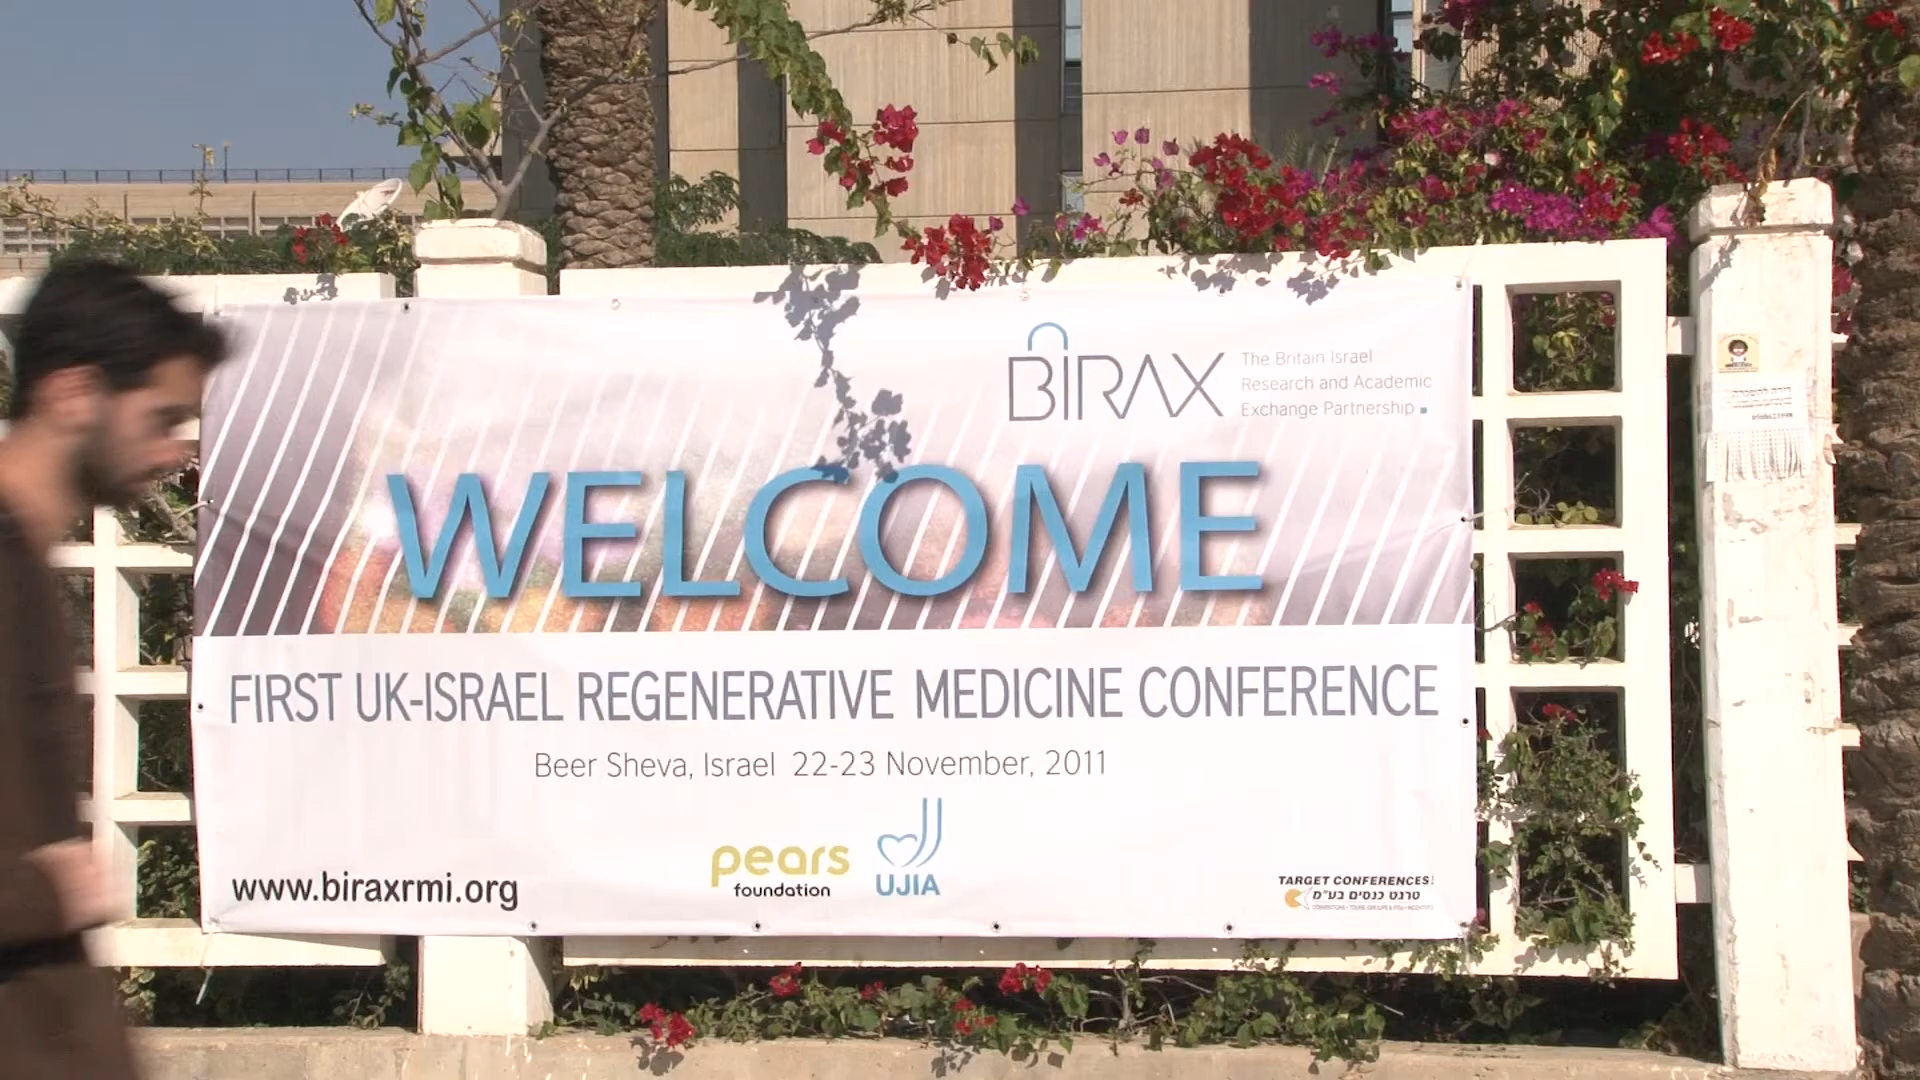 BIRAX
The Britain Israel
Research and Academic
Exchange Partnership
WELCOME
FIRST UK-ISRAEL REGENERATIVE MEDICINE CONFERENCE
Beer Sheva, Israel 22-23 November, 2011
pears
foundation
UJIA
www.biraxrmi.org
TARGET CONFERENCES!
טרגט כנסים בע"מ